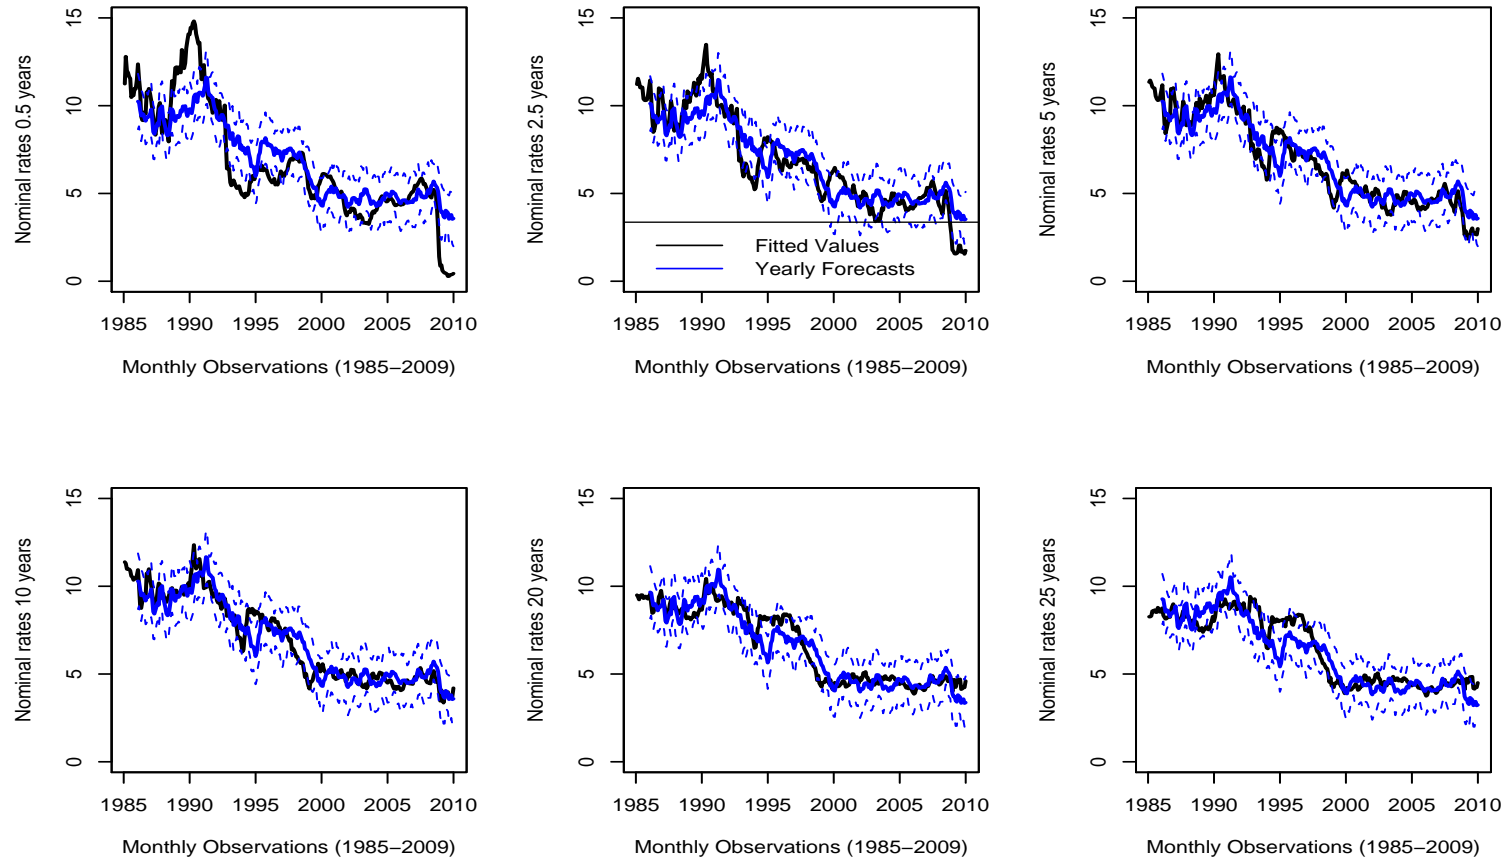 Nominal rates 0.5 years
15
10
5
0
1985 1990 1995 2000 2005 2010
Monthly Observations (1985−2009)
Nominal rates 2.5 years
15
10
5
0
Fitted Values
Yearly Forecasts
1985 1990 1995 2000 2005 2010
Monthly Observations (1985−2009)
Nominal rates 5 years
15
10
5
0
1985 1990 1995 2000 2005 2010
Monthly Observations (1985−2009)
Nominal rates 10 years
15
10
5
0
1985 1990 1995 2000 2005 2010
Monthly Observations (1985−2009)
Nominal rates 20 years
15
10
5
0
1985 1990 1995 2000 2005 2010
Monthly Observations (1985−2009)
Nominal rates 25 years
15
10
5
0
1985 1990 1995 2000 2005 2010
Monthly Observations (1985−2009)